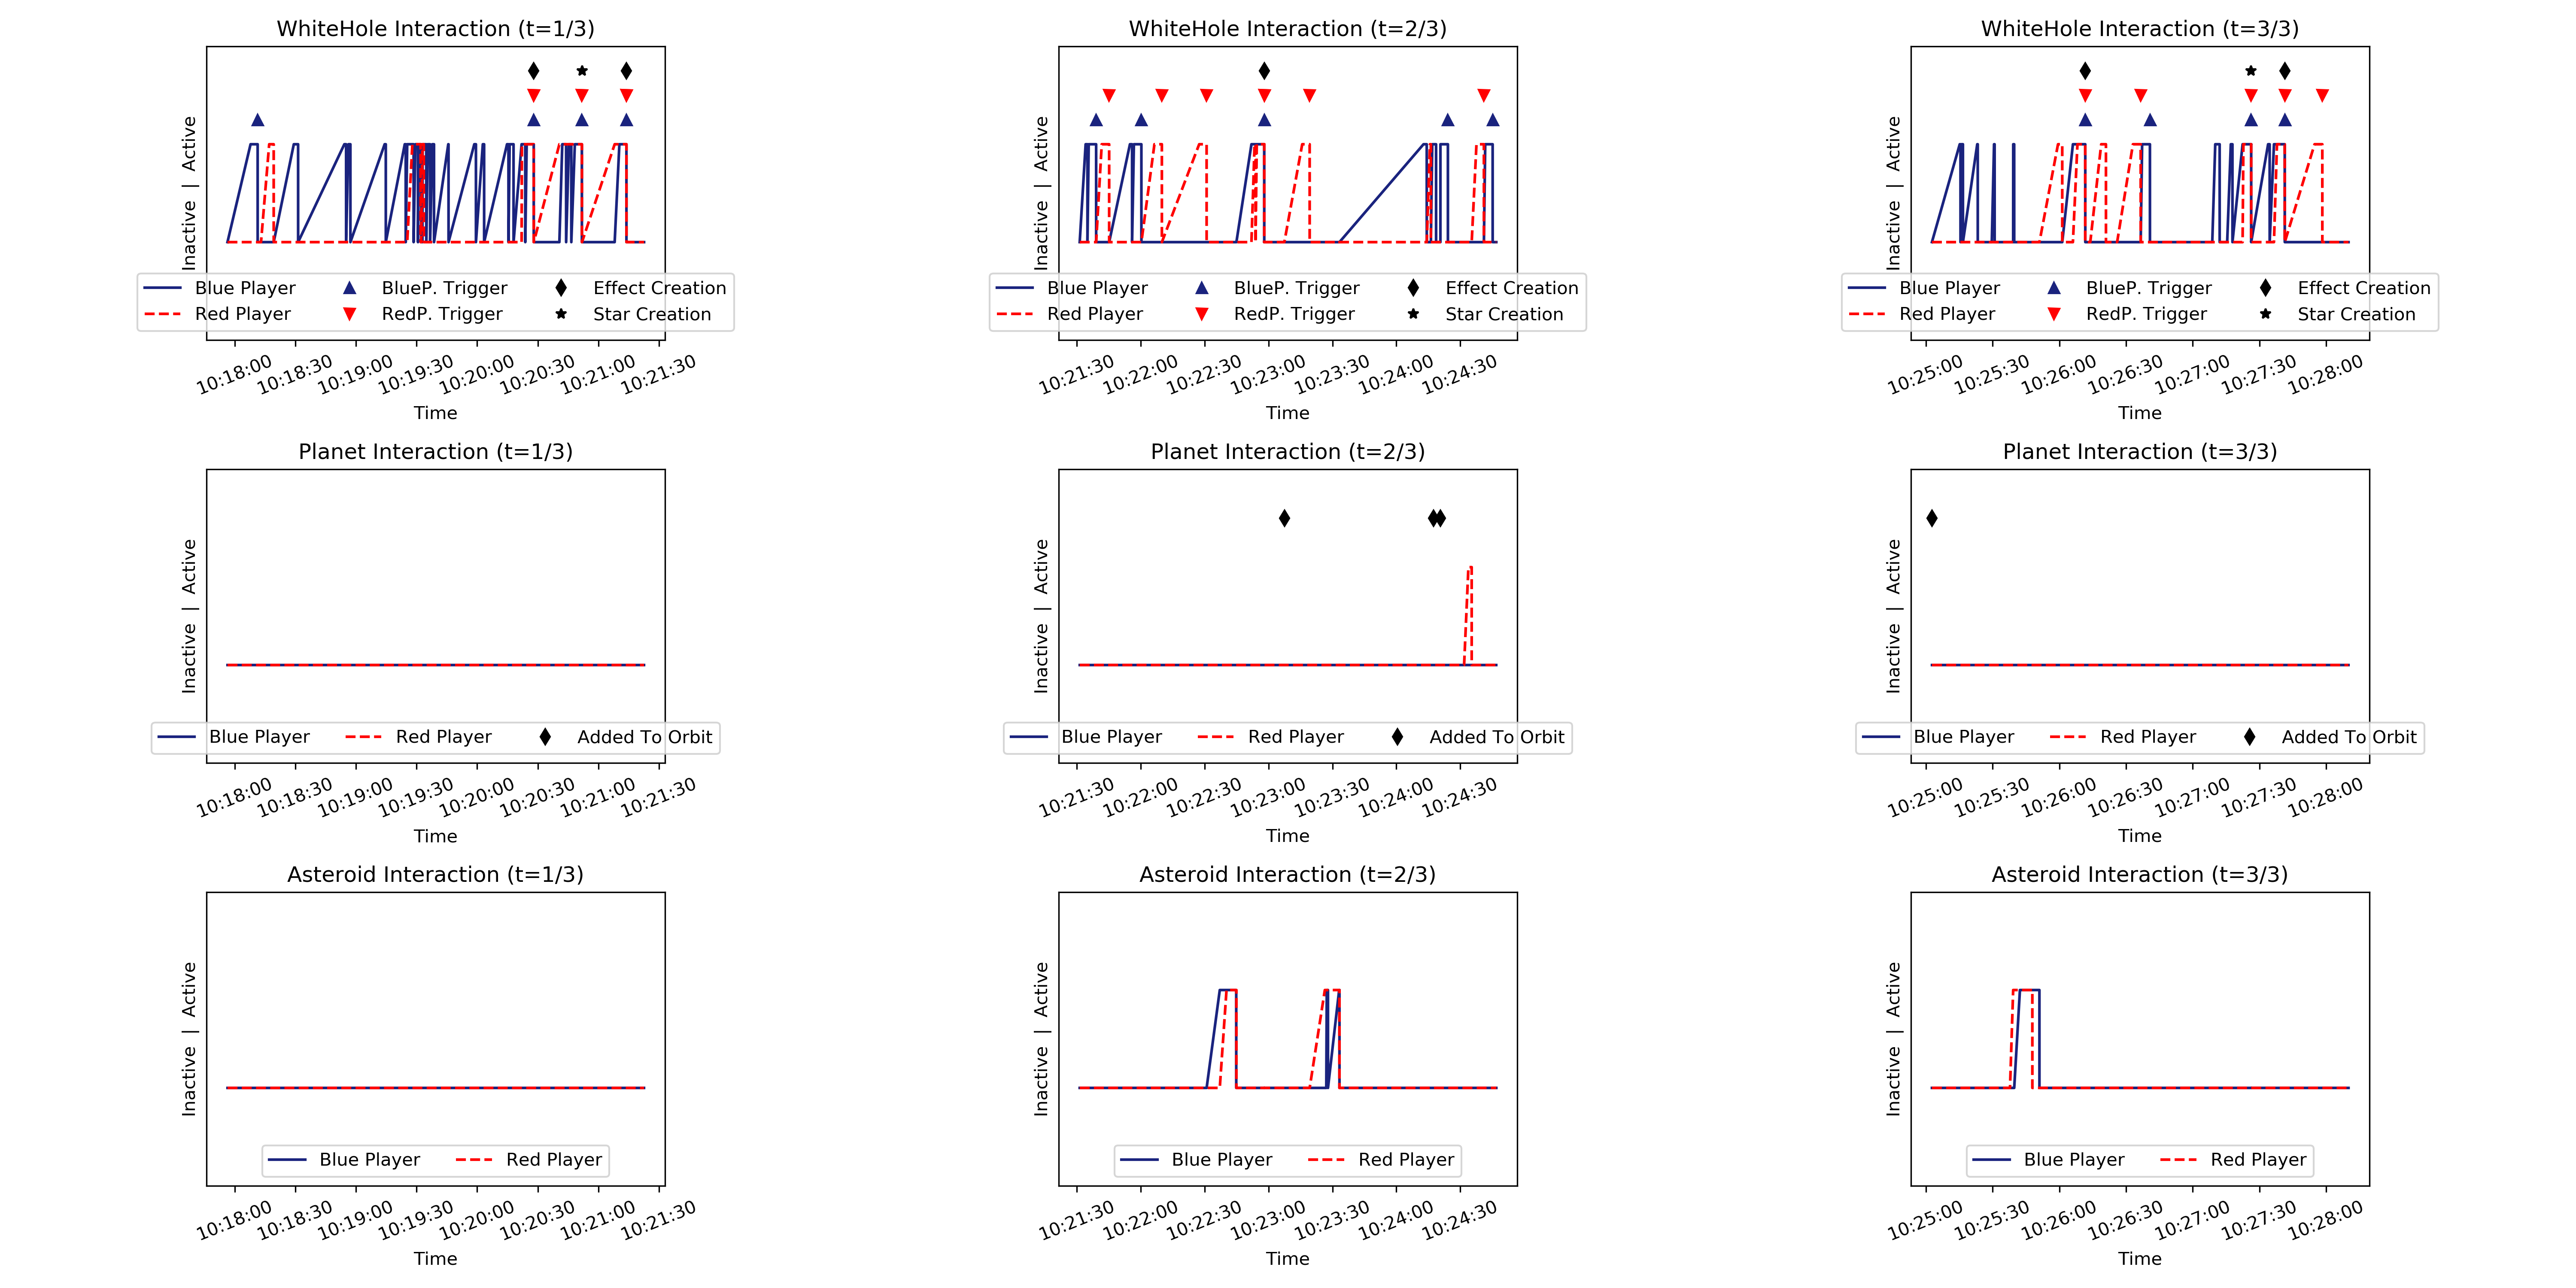 WhiteHole Interaction (t=1/3)
Inactive | Active
Blue Player
Red Player
BlueP. Trigger
RedP. Trigger
Effect Creation
Star Creation
10:18:00 10:18:30 10:19:00 10:19:30 10:20:00 10:20:30 10:21:00 10:21:30
Time
WhiteHole Interaction (t=2/3)
Inactive | Active
Blue Player
Red Player
BlueP. Trigger
RedP. Trigger
Effect Creation
Star Creation
10:21:30 10:22:00 10:22:30 10:23:00 10:23:30 10:24:00 10:24:30
Time
WhiteHole Interaction (t=3/3)
Inactive | Active
Blue Player
Red Player
BlueP. Trigger
RedP. Trigger
Effect Creation
Star Creation
10:25:00 10:25:30 10:26:00 10:26:30 10:27:00 10:27:30 10:28:00
Time
Planet Interaction (t=1/3)
Inactive | Active
Blue Player Red Player Added To Orbit
10:18:00 10:18:30 10:19:00 10:19:30 10:20:00 10:20:30 10:21:00 10:21:30
Time
Planet Interaction (t=2/3)
Inactive | Active
Blue Player Red Player Added To Orbit
10:21:30 10:22:00 10:22:30 10:23:00 10:23:30 10:24:00 10:24:30
Time
Planet Interaction (t=3/3)
Inactive | Active
Blue Player Red Player Added To Orbit
10:25:00 10:25:30 10:26:00 10:26:30 10:27:00 10:27:30 10:28:00
Time
Asteroid Interaction (t=1/3)
Inactive | Active
Blue Player Red Player
10:18:00 10:18:30 10:19:00 10:19:30 10:20:00 10:20:30 10:21:00 10:21:30
Time
Asteroid Interaction (t=2/3)
Inactive | Active
Blue Player Red Player
10:21:30 10:22:00 10:22:30 10:23:00 10:23:30 10:24:00 10:24:30
Time
Asteroid Interaction (t=3/3)
Inactive | Active
Blue Player Red Player
10:25:00 10:25:30 10:26:00 10:26:30 10:27:00 10:27:30 10:28:00
Time